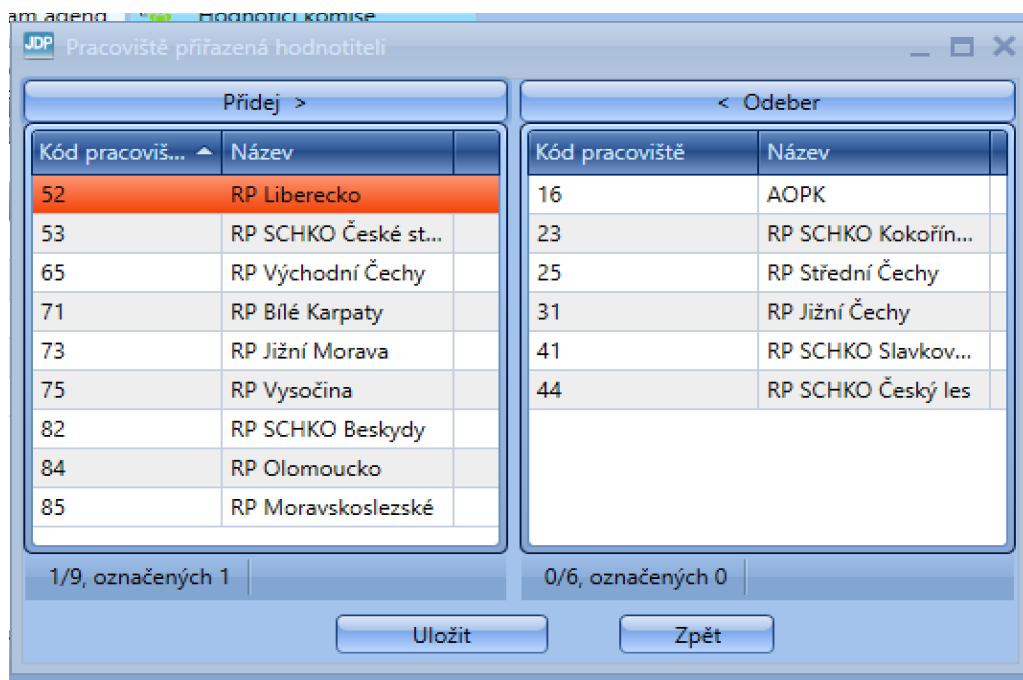 am agend Hodnotící komise
JDP Pracoviště přiřazená hodnotiteli
Přidej >
Kód pracoviš... Název
52 RP Liberecko
53 RP SCHKO České st...
65 RP Východní Čechy
71 RP Bílé Karpaty
73 RP Jižní Morava
75 RP Vysočina
82 RP SCHKO Beskydy
84 RP Olomoucko
85 RP Moravskoslezské
1/9, označených 1
< Odeber
Kód pracoviště Název
16 AOPK
23 RP SCHKO Kokořín...
25 RP Střední Čechy
31 RP Jižní Čechy
41 RP SCHKO Slavkov...
44 RP SCHKO Český les
0/6, označených 0
Uložit Zpět